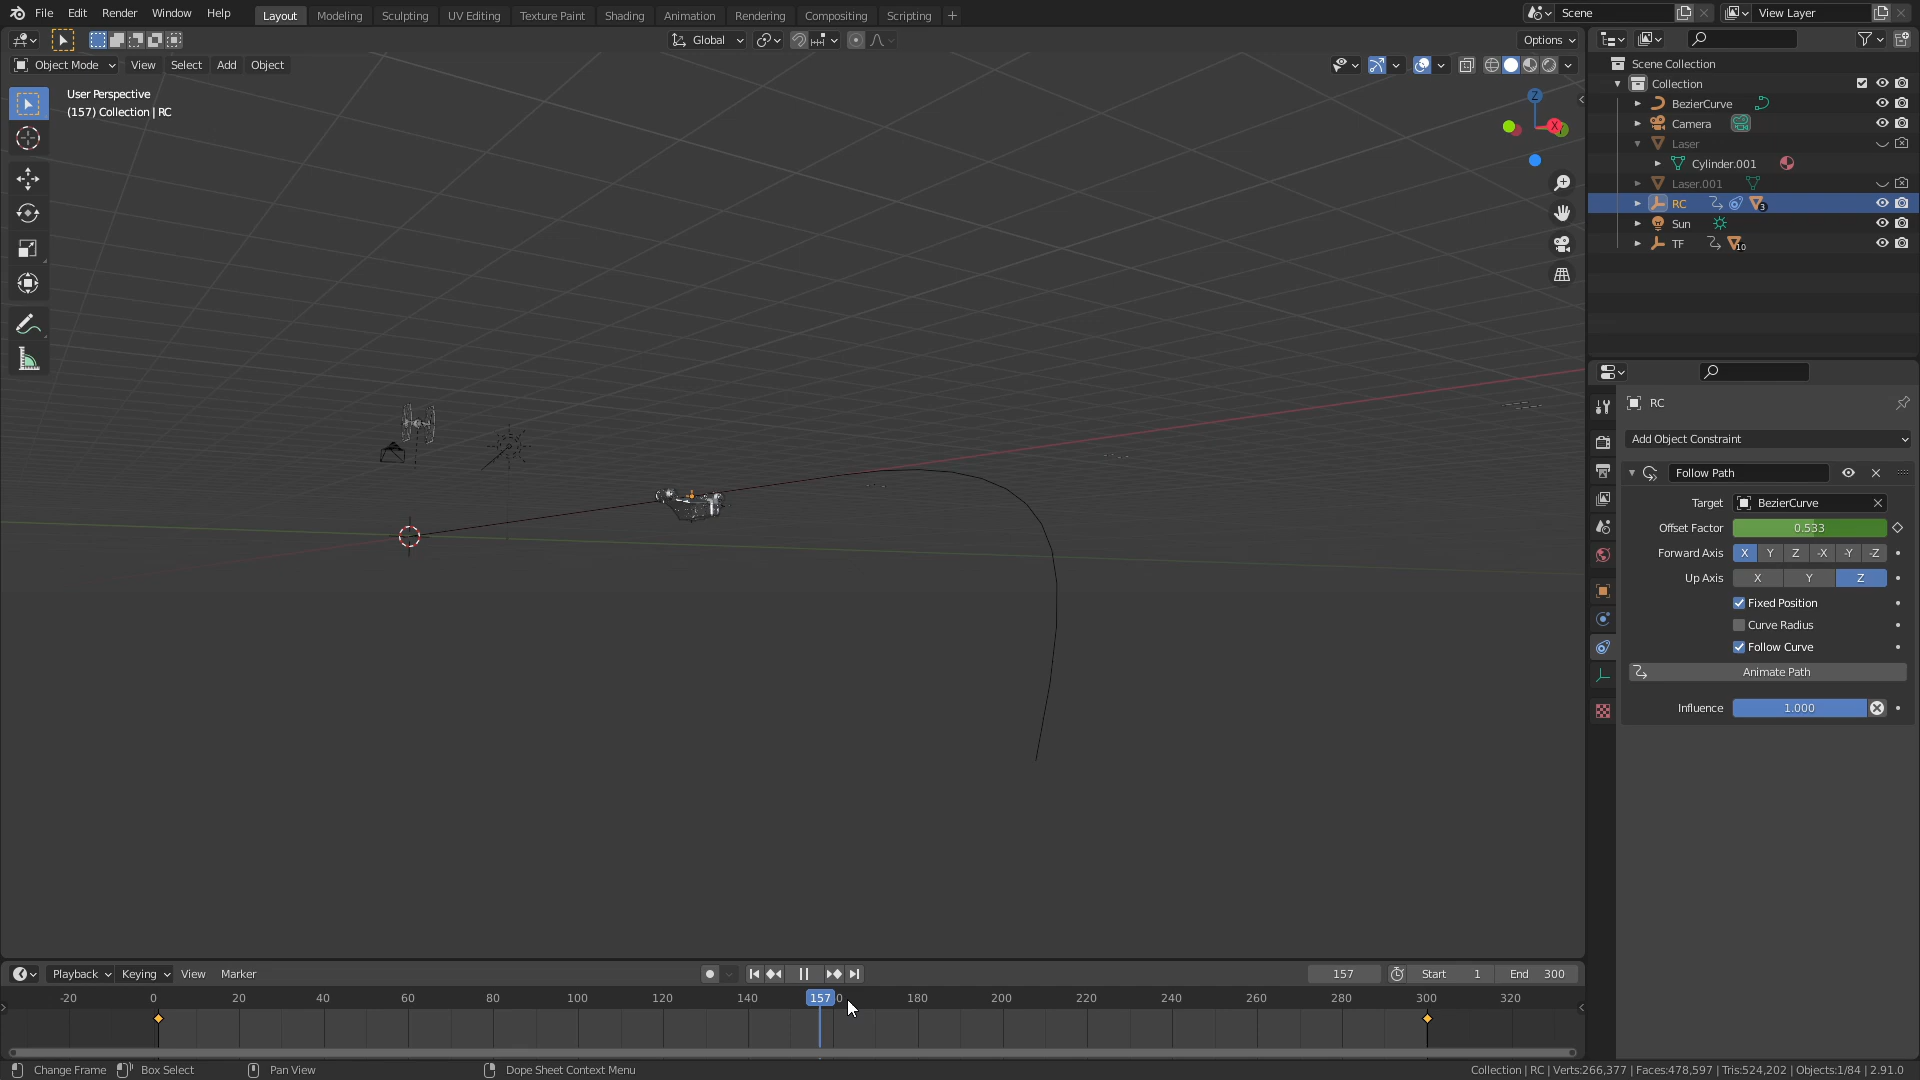 File Edit Render Window Help Layout Modeling Sculpting UV Editing Texture Paint Shading Animation Rendering Compositing Scripting + Scene View Layer
Global Options
Object Mode View Select Add Object
User Perspective
(157) Collection | RC
Z
X
Scene Collection
Collection
BezierCurve
Camera
Laser
Cylinder.001
Laser.001
RC 3
Sun
TF 10
RC
Add Object Constraint
Follow Path
Target BezierCurve
Offset Factor 0.533
Forward Axis X Y Z -X -Y -Z
Up Axis X Y Z
Fixed Position
Curve Radius
Follow Curve
Animate Path
Influence 1.000
Playback Keying View Marker 157 Start 1 End 300
-20 0 20 40 60 80 100 120 140 157 0 180 200 220 240 260 280 300 320
Change Frame Box Select Pan View Dope Sheet Context Menu Collection | RC | Verts:266,377 | Faces:478,597 | Tris:524,202 | Objects:1/84 | 2.91.0